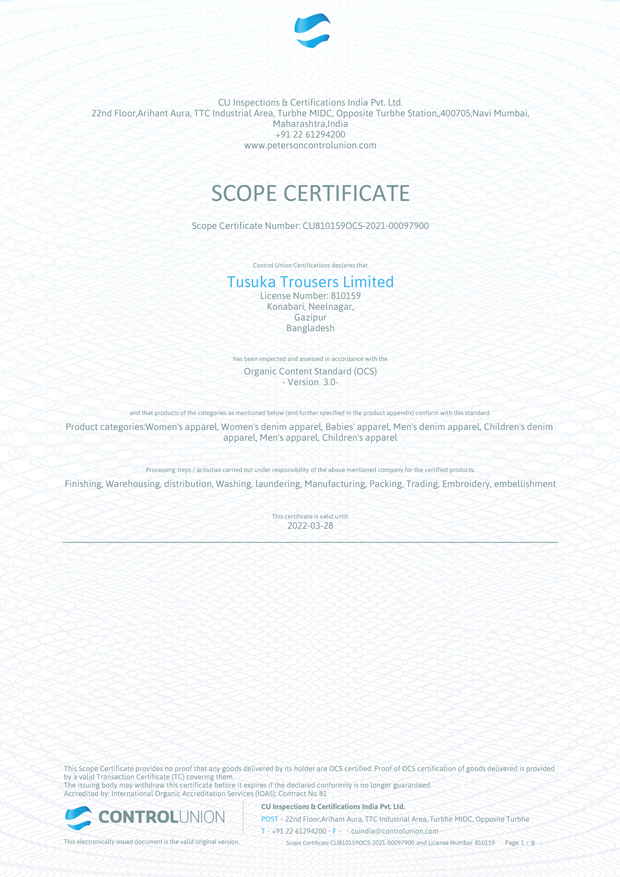 CU Inspections & Certifications India Pvt. Ltd.
22nd Floor,Arihant Aura, TTC Industrial Area, Turbhe MIDC, Opposite Turbhe Station,,400705,Navi Mumbai,
Maharashtra,India
+91 22 61294200
www.petersoncontrolunion.com
SCOPE CERTIFICATE
Scope Certificate Number: CU810159OCS-2021-00097900
Control Union Certifications declares that
Tusuka Trousers Limited
License Number: 810159
Konabari, Neelnagar,
Gazipur
Bangladesh
has been inspected and assessed in accordance with the
Organic Content Standard (OCS)
- Version 3.0-
and that products of the categories as mentioned below (and further specified in the product appendix) conform with this standard:
Product categories:Women's apparel, Women's denim apparel, Babies' apparel, Men's denim apparel, Children's denim
apparel, Men's apparel, Children's apparel
Processing steps / activities carried out under responsibility of the above mentioned company for the certified products:
Finishing, Warehousing, distribution, Washing, laundering, Manufacturing, Packing, Trading, Embroidery, embellishment
This certificate is valid until:
2022-03-28
This Scope Certificate provides no proof that any goods delivered by its holder are OCS certified. Proof of OCS certification of goods delivered is provided
by a valid Transaction Certificate (TC) covering them.
The issuing body may withdraw this certificate before it expires if the declared conformity is no longer guaranteed.
Accredited by: International Organic Accreditation Services (IOAS); Contract No 81
CONTROLUNION
CU Inspections & Certifications India Pvt. Ltd.
POST - 22nd Floor,Arihant Aura, TTC Industrial Area, Turbhe MIDC, Opposite Turbhe
T - +91 22 61294200 - F - - cuindia@controlunion.com -
This electronically issued document is the valid original version.
Scope Certificate CU810159OCS-2021-00097900 and License Number 810159 Page 1 / 9